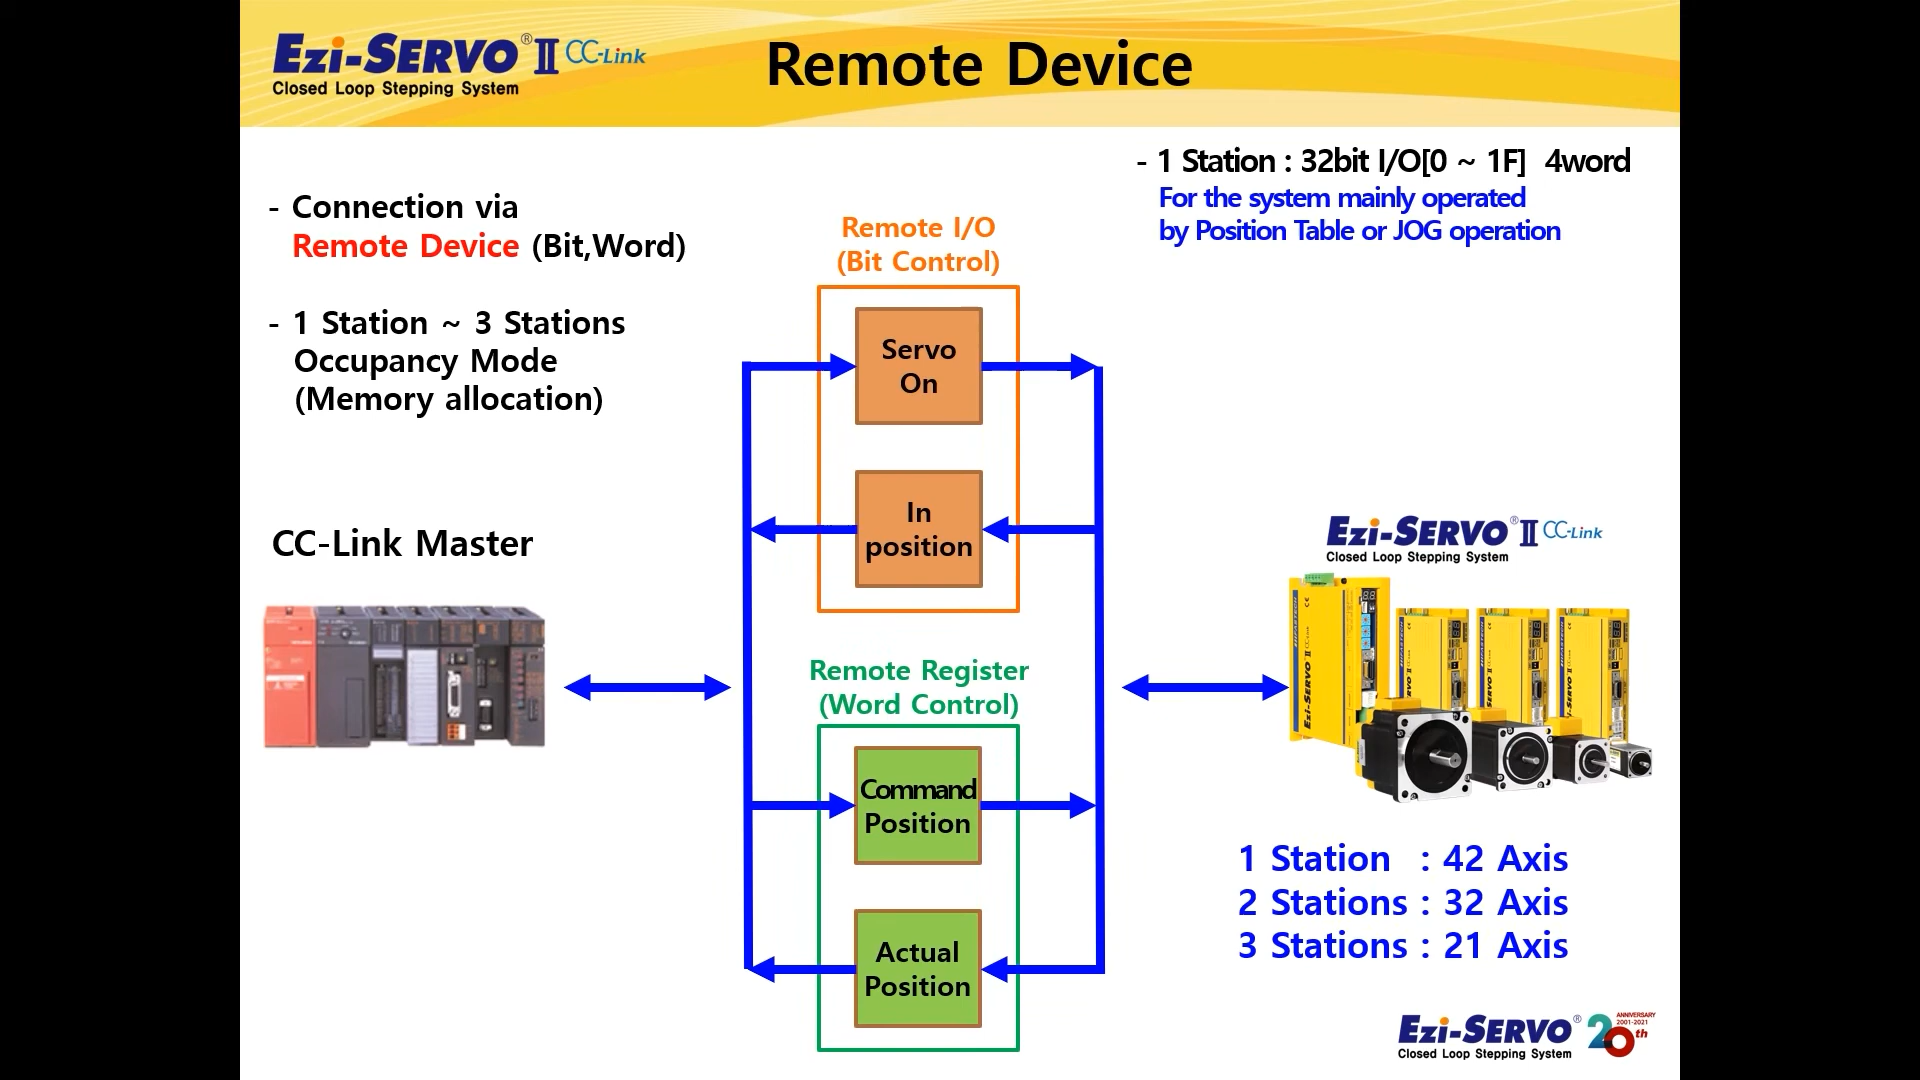 Ezi-SERVO® II CC-Link
Closed Loop Stepping System
Remote Device
- Connection via
Remote Device (Bit,Word)
- 1 Station ~ 3 Stations
Occupancy Mode
(Memory allocation)
- 1 Station : 32bit I/O[0 ~ 1F] 4word
For the system mainly operated
by Position Table or JOG operation
Remote I/O
(Bit Control)
Servo
On
In
position
CC-Link Master
Remote Register
(Word Control)
Command
Position
Actual
Position
Ezi-SERVO® II CC-Link
Closed Loop Stepping System
1 Station : 42 Axis
2 Stations : 32 Axis
3 Stations : 21 Axis
Ezi-SERVO®
Closed Loop Stepping System
20th
ANNIVERSARY
2001-2021